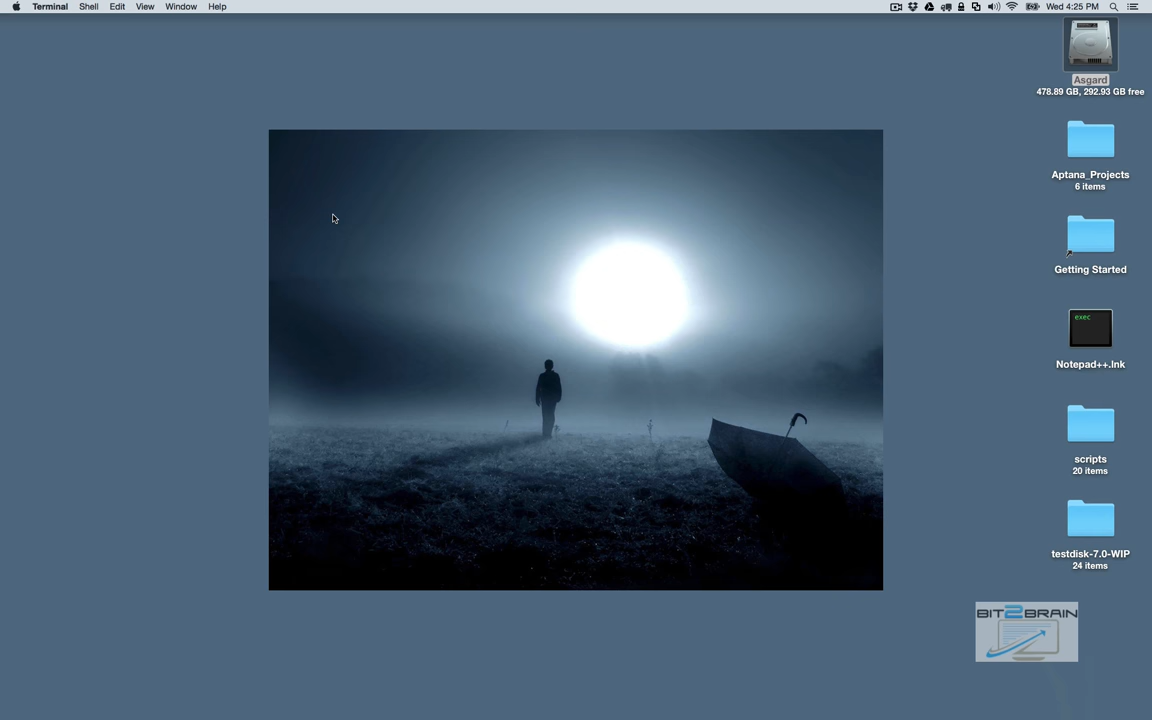 Terminal Shell Edit View Window Help Wed 4:25 PM
Asgard
478.89 GB, 292.93 GB free
Aptana_Projects
6 items
Getting Started
exec
Notepad++.lnk
scripts
20 items
testdisk-7.0-WIP
24 items
BIT2BRAIN